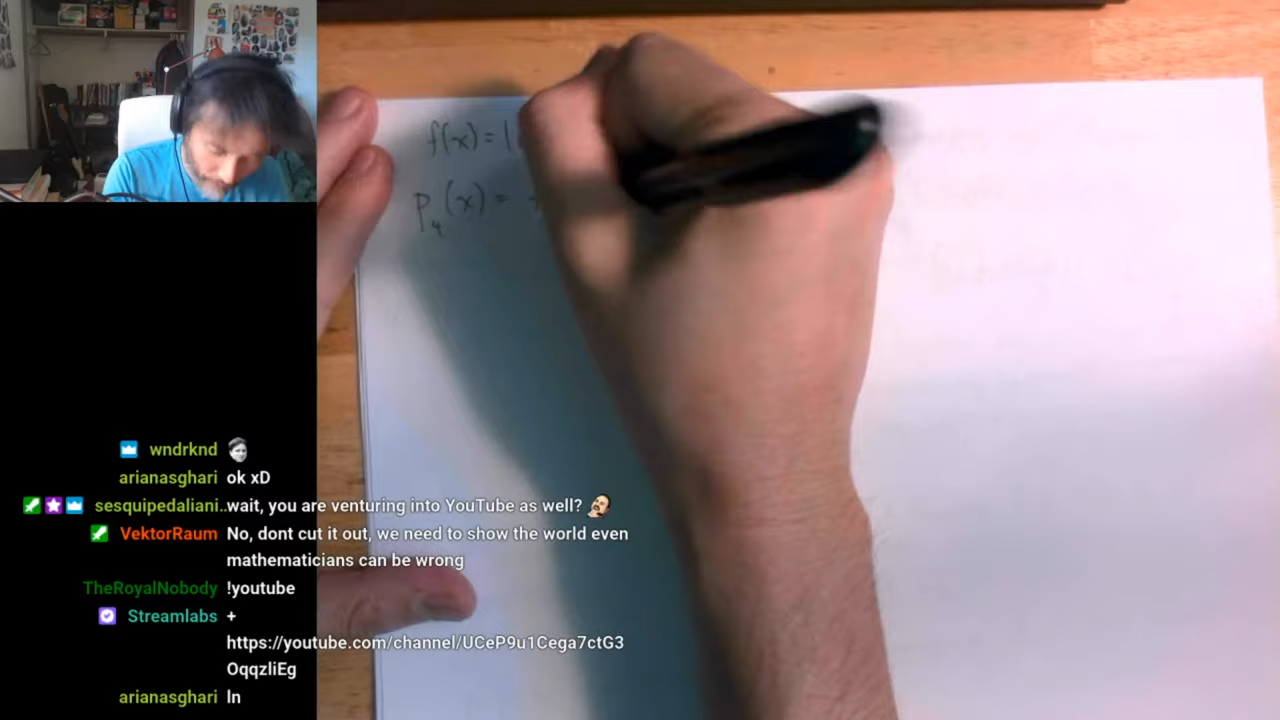 f(x) = l
p₄(x) =
wndrknd
arianasghari ok xD
sesquipedaliani.. wait, you are venturing into YouTube as well?
VektorRaum No, dont cut it out, we need to show the world even
mathematicians can be wrong
TheRoyalNobody !youtube
Streamlabs +
https://youtube.com/channel/UCeP9u1Cega7ctG3
OqqzliEg
arianasghari ln